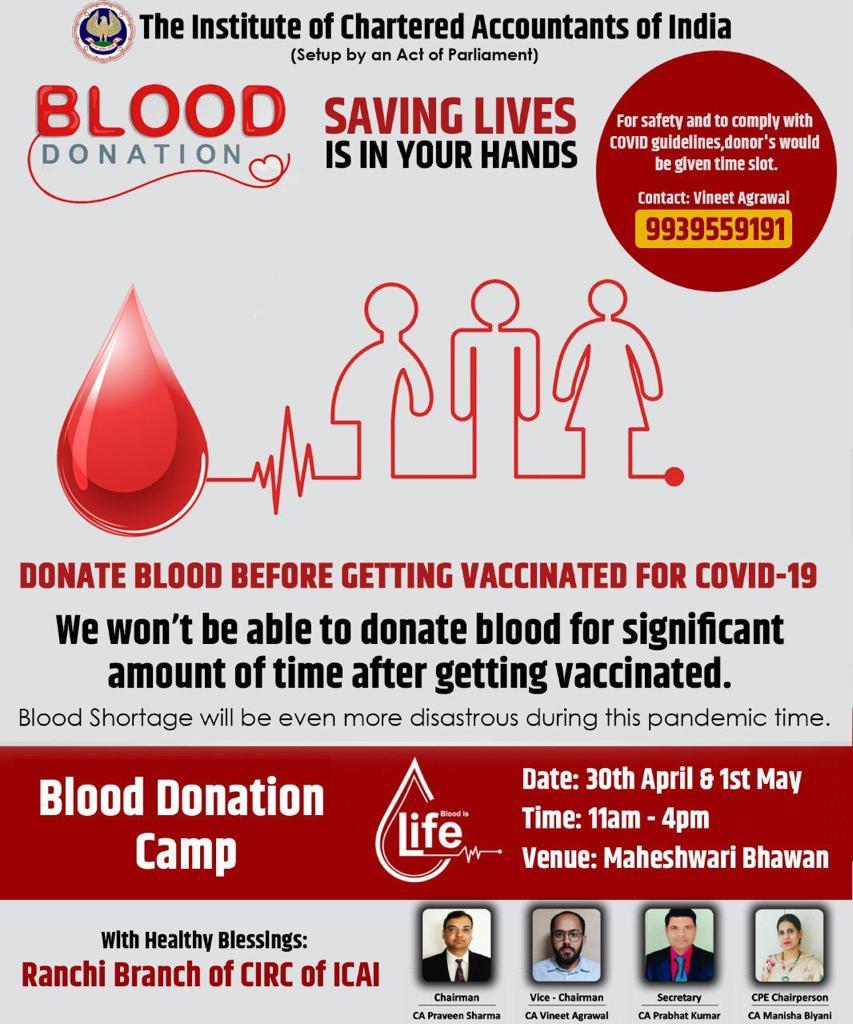 The Institute of Chartered Accountants of India
(Setup by an Act of Parliament)
BLOOD
DONATION
SAVING LIVES
IS IN YOUR HANDS
For safety and to comply with
COVID guidelines,donor's would
be given time slot.
Contact: Vineet Agrawal
9939559191
DONATE BLOOD BEFORE GETTING VACCINATED FOR COVID-19
We won't be able to donate blood for significant
amount of time after getting vaccinated.
Blood Shortage will be even more disastrous during this pandemic time.
Blood Donation
Camp
Blood is
Life
Date: 30th April & 1st May
Time: 11am - 4pm
Venue: Maheshwari Bhawan
With Healthy Blessings:
Ranchi Branch of CIRC of ICAI
Chairman
CA Praveen Sharma
Vice - Chairman
CA Vineet Agrawal
Secretary
CA Prabhat Kumar
CPE Chairperson
CA Manisha Biyani